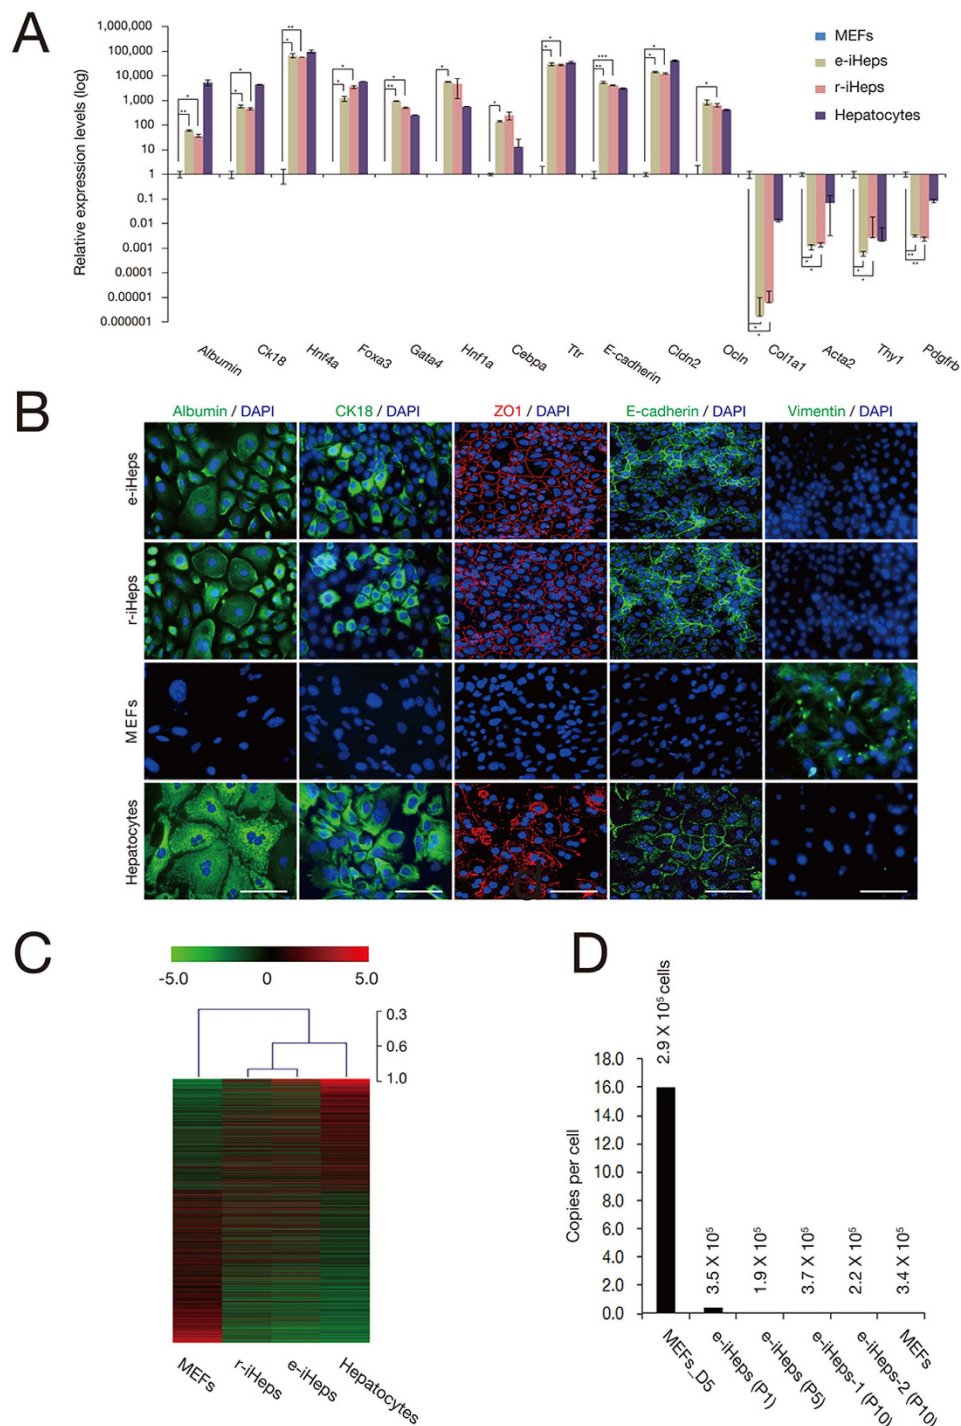 A
Relative expression levels (log)
1,000,000
100,000
10,000
1,000
100
10
1
0.1
0.01
0.001
0.0001
0.00001
0.000001
MEFs
e-iHeps
r-iHeps
Hepatocytes
** * * * * ** * * * ** * * * * * ** *** * * *
* * * * * * ** **
Albumin Ck18 Hnf4a Foxa3 Gata4 Hnf1a Cebpa Ttr E-cadherin Cldn2 Ocln Col1a1 Acta2 Thy1 Pdgfrb
B
Albumin / DAPI CK18 / DAPI ZO1 / DAPI E-cadherin / DAPI Vimentin / DAPI
e-iHeps
r-iHeps
MEFs
Hepatocytes
d
C
-5.0 0 5.0
0.3
0.6
1.0
MEFs r-iHeps e-iHeps Hepatocytes
D
Copies per cell
18.0
16.0
14.0
12.0
10.0
8.0
6.0
4.0
2.0
0.0
2.9 X 10⁵ cells
3.5 X 10⁵
1.9 X 10⁵
3.7 X 10⁵
2.2 X 10⁵
3.4 X 10⁵
MEFs_D5
e-iHeps (P1)
e-iHeps (P5)
e-iHeps-1 (P10)
e-iHeps-2 (P10)
MEFs